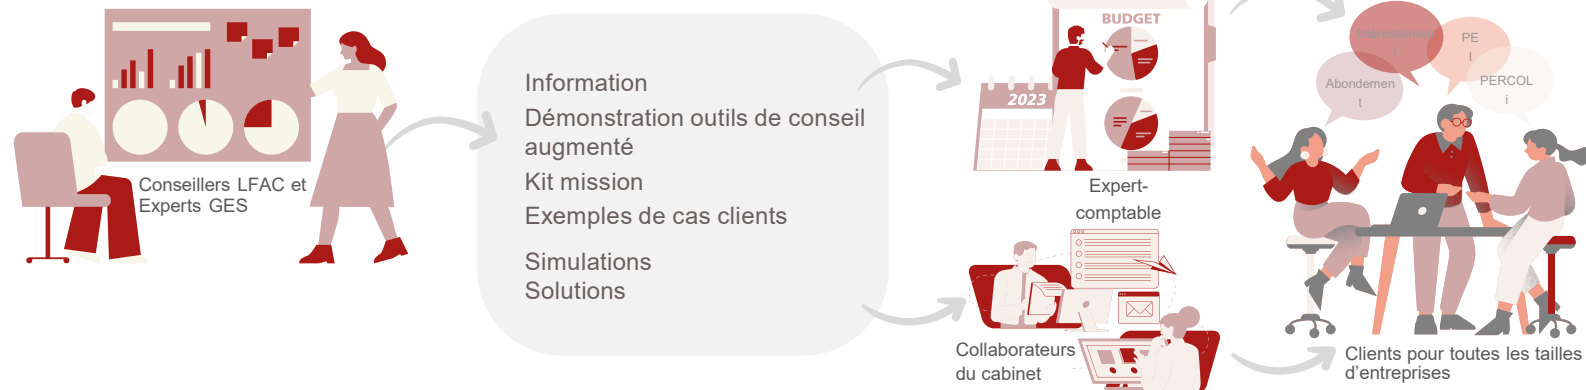 Conseillers LFAC et
Experts GES
Information
Démonstration outils de conseil
augmenté
Kit mission
Exemples de cas clients
Simulations
Solutions
BUDGET
2023
Expert-
comptable
Collaborateurs
du cabinet
Intéressemen
t
PE
I
Abondemen
t
PERCOL
i
Clients pour toutes les tailles
d’entreprises